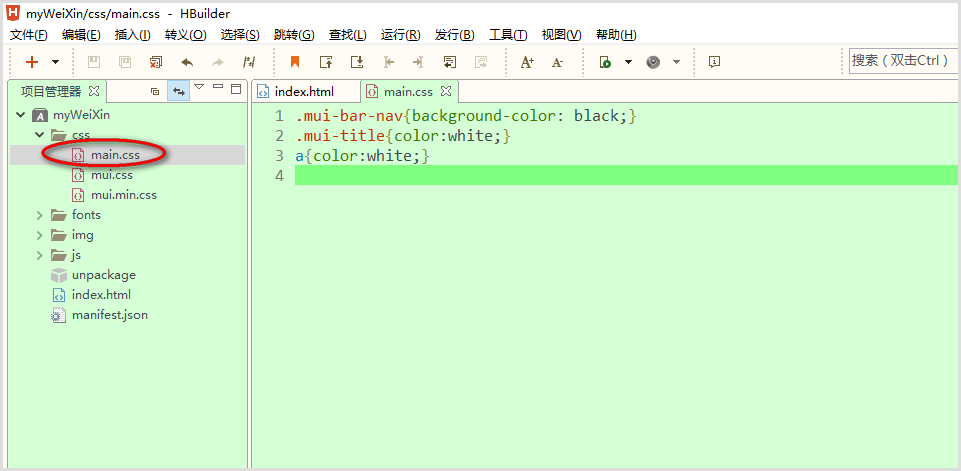 myWeiXin/css/main.css - HBuilder
文件(F) 编辑(E) 插入(I) 转义(O) 选择(S) 跳转(G) 查找(L) 运行(R) 发行(B) 工具(T) 视图(V) 帮助(H)
搜索（双击Ctrl）
项目管理器
index.html
main.css
myWeiXin
css
main.css
mui.css
mui.min.css
fonts
img
js
unpackage
index.html
manifest.json
1 .mui-bar-nav{background-color: black;}
2 .mui-title{color:white;}
3 a{color:white;}
4